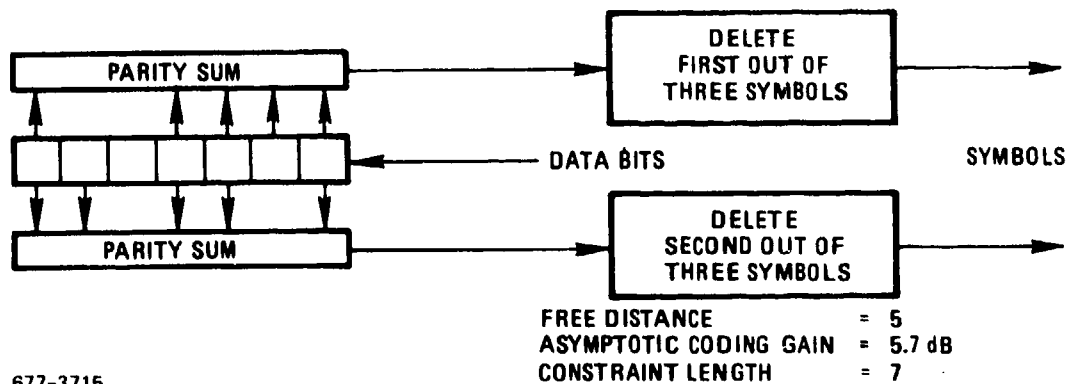 PARITY SUM
DELETE
FIRST OUT OF
THREE SYMBOLS
DATA BITS
SYMBOLS
PARITY SUM
DELETE
SECOND OUT OF
THREE SYMBOLS
FREE DISTANCE = 5
ASYMPTOTIC CODING GAIN = 5.7 dB
CONSTRAINT LENGTH = 7
677-3715